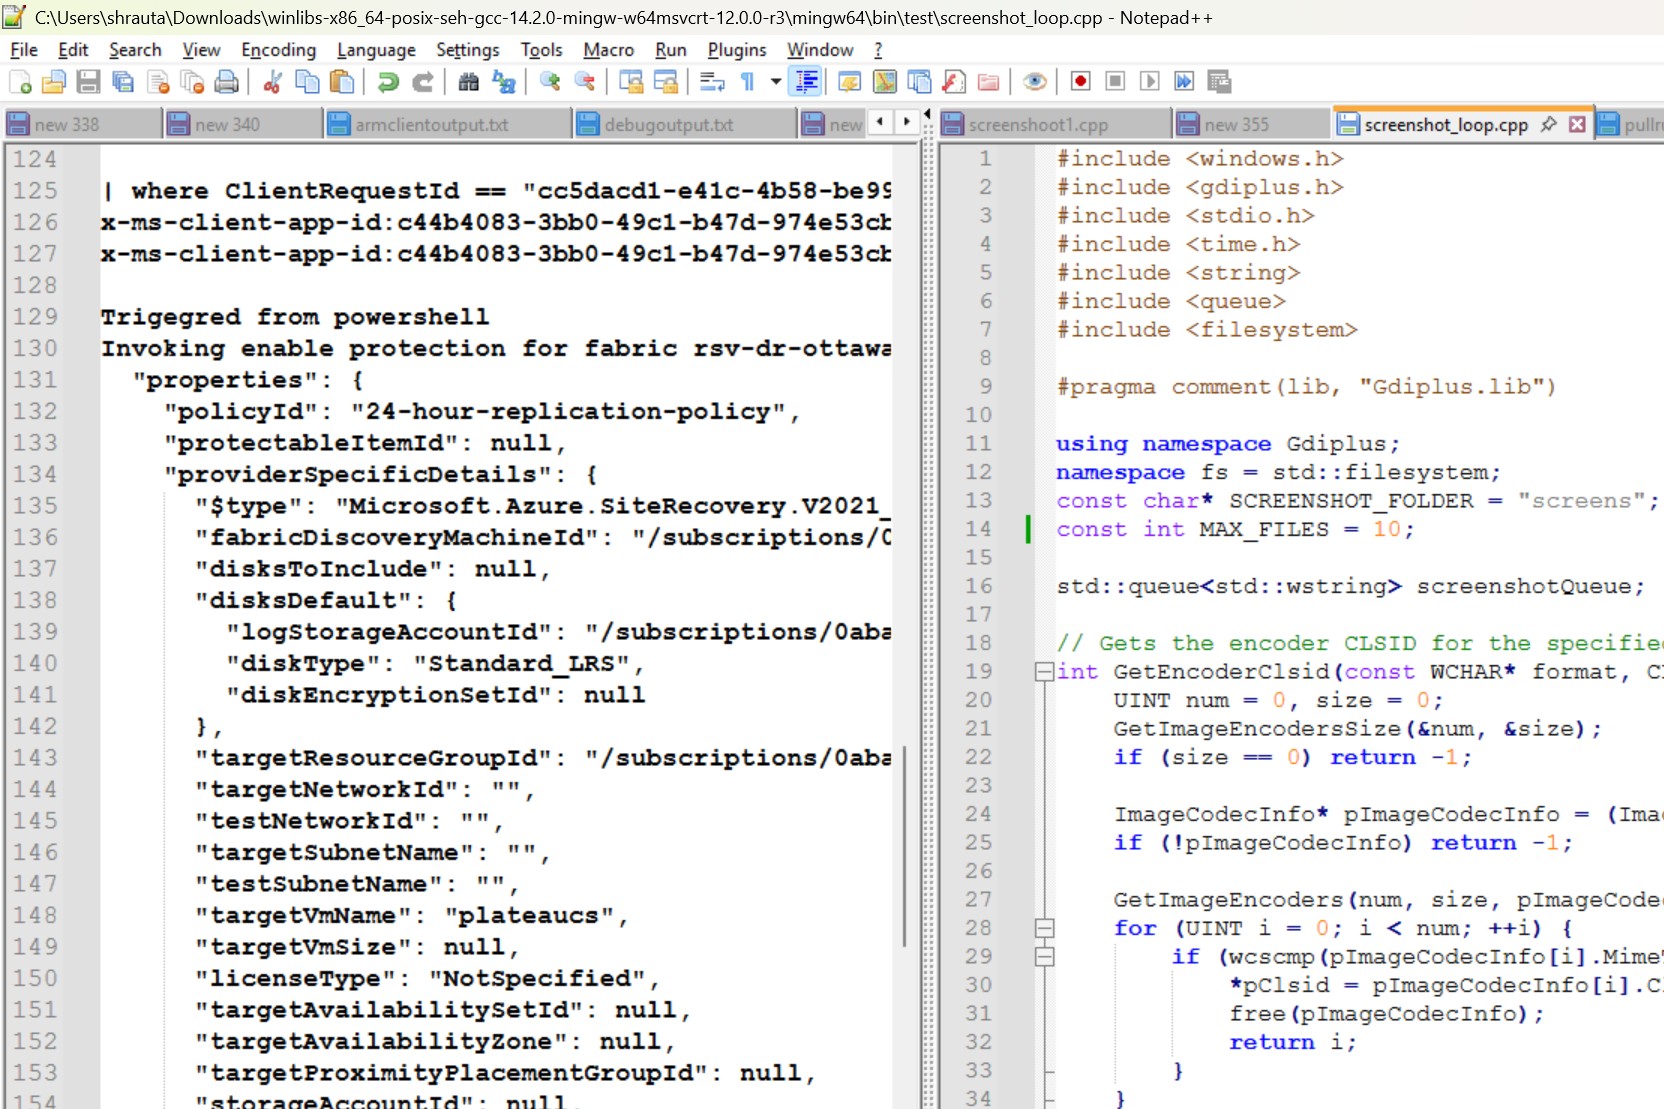 C:\Users\shrauta\Downloads\winlibs-x86_64-posix-seh-gcc-14.2.0-mingw-w64msvcrt-12.0.0-r3\mingw64\bin\test\screenshot_loop.cpp - Notepad++
File Edit Search View Encoding Language Settings Tools Macro Run Plugins Window ?
new 338 new 340 armclientoutput.txt debugoutput.txt new
124
125 | where ClientRequestId == "cc5dacd1-e41c-4b58-be99
126 x-ms-client-app-id:c44b4083-3bb0-49c1-b47d-974e53cb
127 x-ms-client-app-id:c44b4083-3bb0-49c1-b47d-974e53cb
128
129 Trigegred from powershell
130 Invoking enable protection for fabric rsv-dr-ottawa
131 "properties": {
132 "policyId": "24-hour-replication-policy",
133 "protectableItemId": null,
134 "providerSpecificDetails": {
135 "$type": "Microsoft.Azure.SiteRecovery.V2021_
136 "fabricDiscoveryMachineId": "/subscriptions/0
137 "disksToInclude": null,
138 "disksDefault": {
139 "logStorageAccountId": "/subscriptions/0aba
140 "diskType": "Standard_LRS",
141 "diskEncryptionSetId": null
142 },
143 "targetResourceGroupId": "/subscriptions/0aba
144 "targetNetworkId": "",
145 "testNetworkId": "",
146 "targetSubnetName": "",
147 "testSubnetName": "",
148 "targetVmName": "plateaucs",
149 "targetVmSize": null,
150 "licenseType": "NotSpecified",
151 "targetAvailabilitySetId": null,
152 "targetAvailabilityZone": null,
153 "targetProximityPlacementGroupId": null,
154 "storageAccountId": null,
screenshoot1.cpp new 355 screenshot_loop.cpp pullr
1 #include <windows.h>
2 #include <gdiplus.h>
3 #include <stdio.h>
4 #include <time.h>
5 #include <string>
6 #include <queue>
7 #include <filesystem>
8
9 #pragma comment(lib, "Gdiplus.lib")
10
11 using namespace Gdiplus;
12 namespace fs = std::filesystem;
13 const char* SCREENSHOT_FOLDER = "screens";
14 const int MAX_FILES = 10;
15
16 std::queue<std::wstring> screenshotQueue;
17
18 // Gets the encoder CLSID for the specified
19 int GetEncoderClsid(const WCHAR* format, CL
20 UINT num = 0, size = 0;
21 GetImageEncodersSize(&num, &size);
22 if (size == 0) return -1;
23
24 ImageCodecInfo* pImageCodecInfo = (Ima
25 if (!pImageCodecInfo) return -1;
26
27 GetImageEncoders(num, size, pImageCode
28 for (UINT i = 0; i < num; ++i) {
29 if (wcscmp(pImageCodecInfo[i].Mime
30 *pClsid = pImageCodecInfo[i].C
31 free(pImageCodecInfo);
32 return i;
33 }
34 }